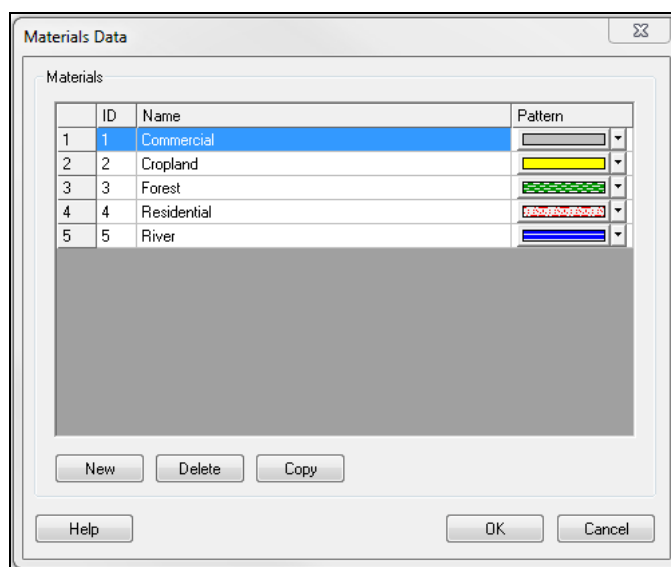 Materials Data
Materials
ID Name Pattern
1 1 Commercial
2 2 Cropland
3 3 Forest
4 4 Residential
5 5 River
New Delete Copy
Help OK Cancel